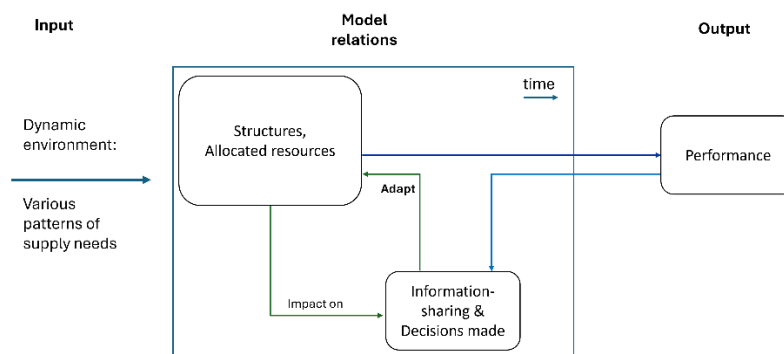 Input
Model
relations
Output
time
Dynamic
environment:
Various
patterns of
supply needs
Structures,
Allocated resources
Performance
Adapt
Impact on
Information-
sharing &
Decisions made